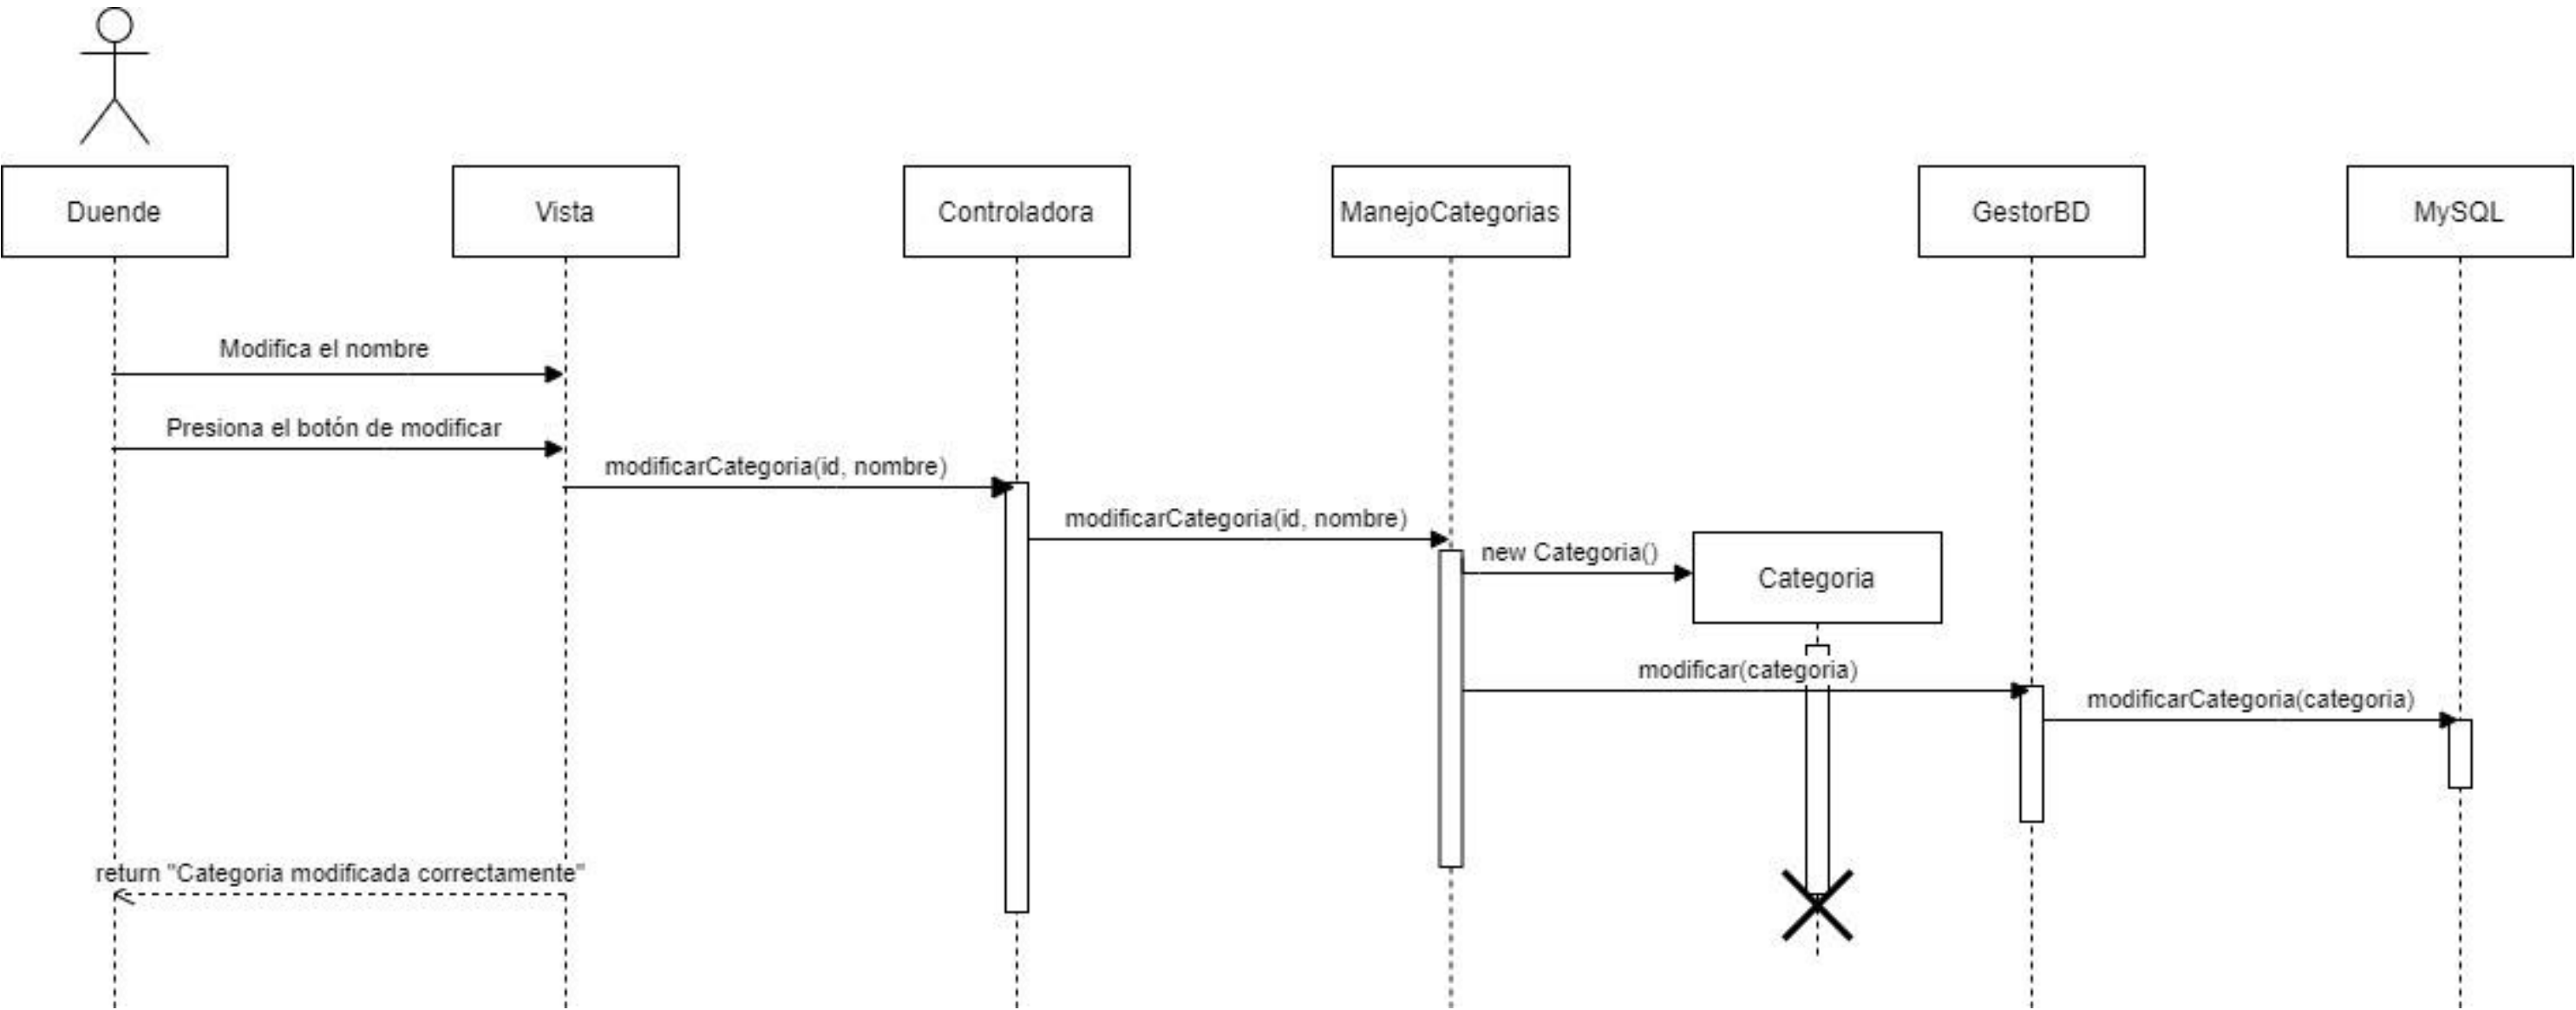 Duende
Vista
Controladora
ManejoCategorias
GestorBD
MySQL
Modifica el nombre
Presiona el botón de modificar
modificarCategoria(id, nombre)
modificarCategoria(id, nombre)
new Categoria()
Categoria
modificar(categoria)
modificarCategoria(categoria)
return "Categoria modificada correctamente"